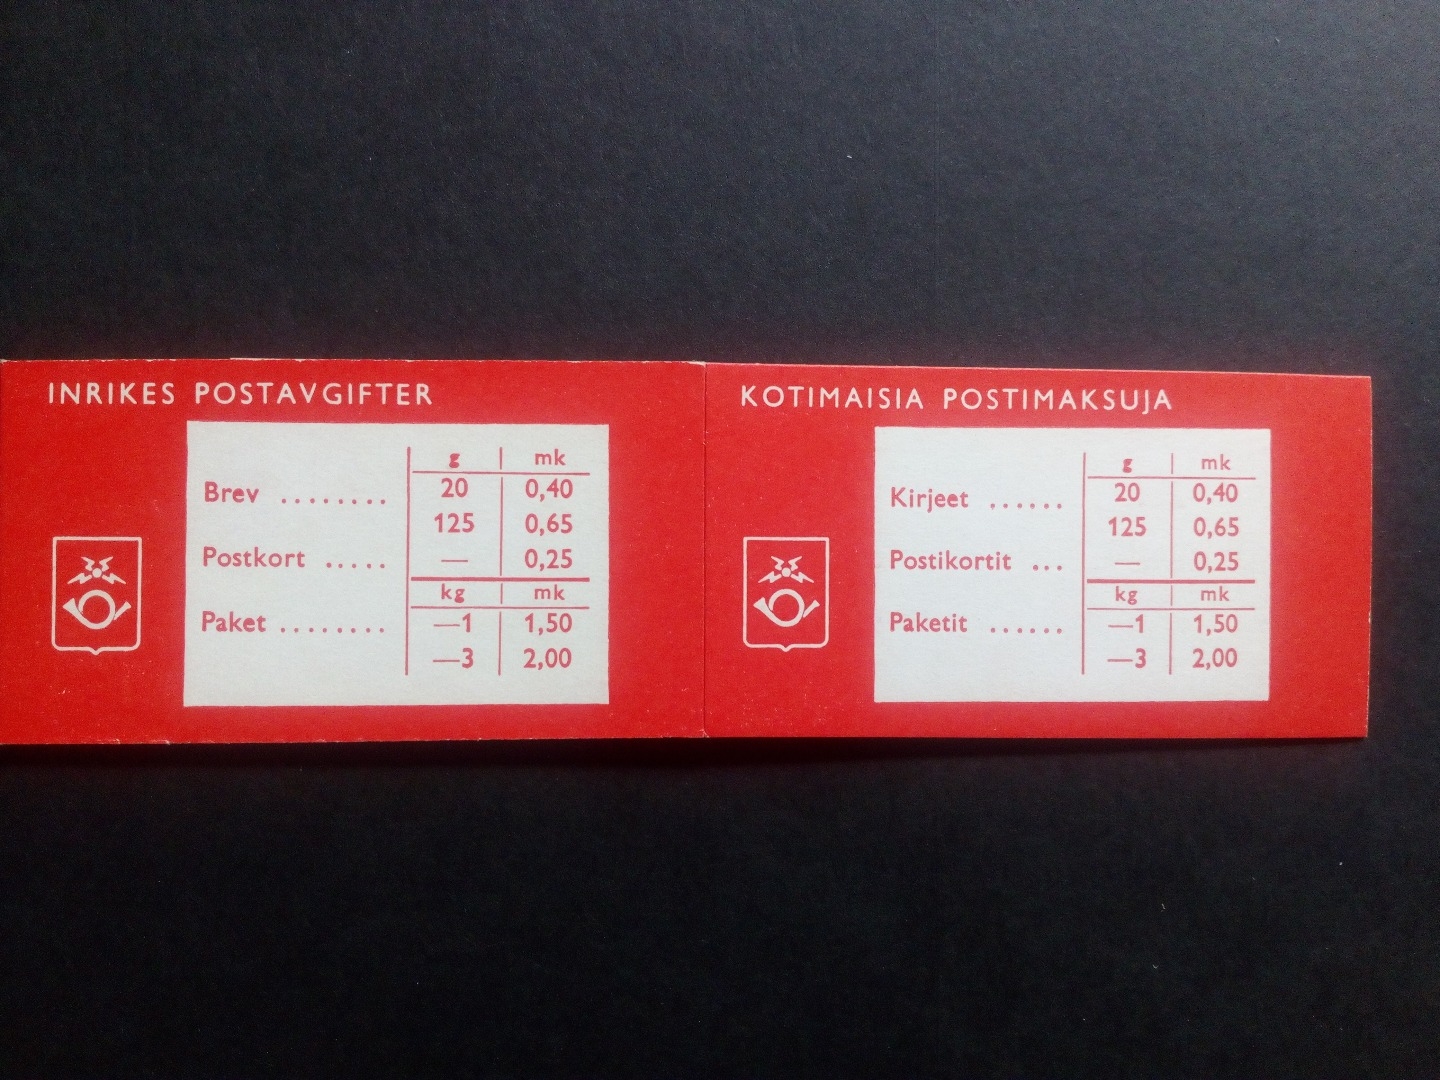 INRIKES POSTAVGIFTER
g mk
Brev ........ 20 0,40
125 0,65
Postkort ..... — 0,25
kg mk
Paket ........ —1 1,50
—3 2,00
KOTIMAISIA POSTIMAKSUJA
g mk
Kirjeet ...... 20 0,40
125 0,65
Postikortit ... — 0,25
kg mk
Paketit ...... —1 1,50
—3 2,00